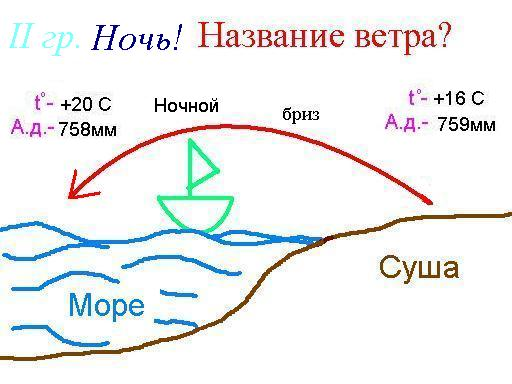 II гр. Ночь! Название ветра?
t°- +20 С
А.д.- 758мм
Ночной бриз
t°- +16 С
А.д.- 759мм
Море
Суша